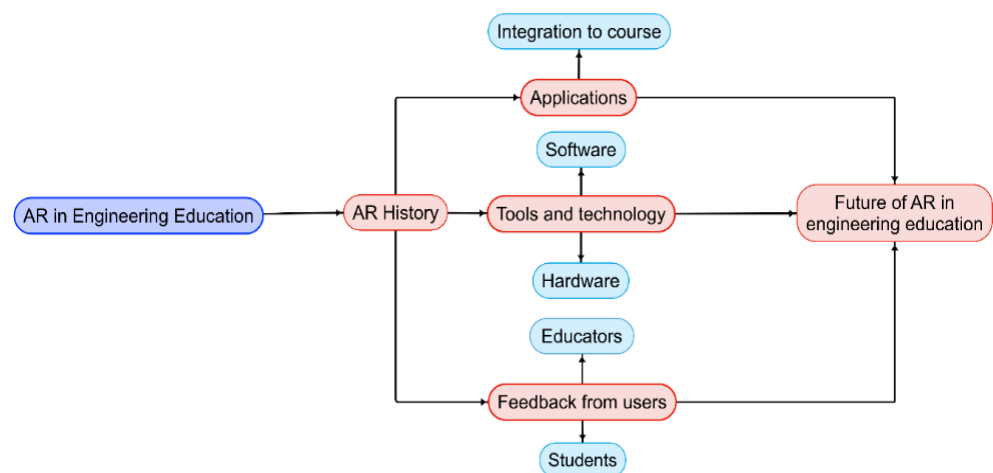 Integration to course
Applications
Software
AR in Engineering Education
AR History
Tools and technology
Future of AR in
engineering education
Hardware
Educators
Feedback from users
Students